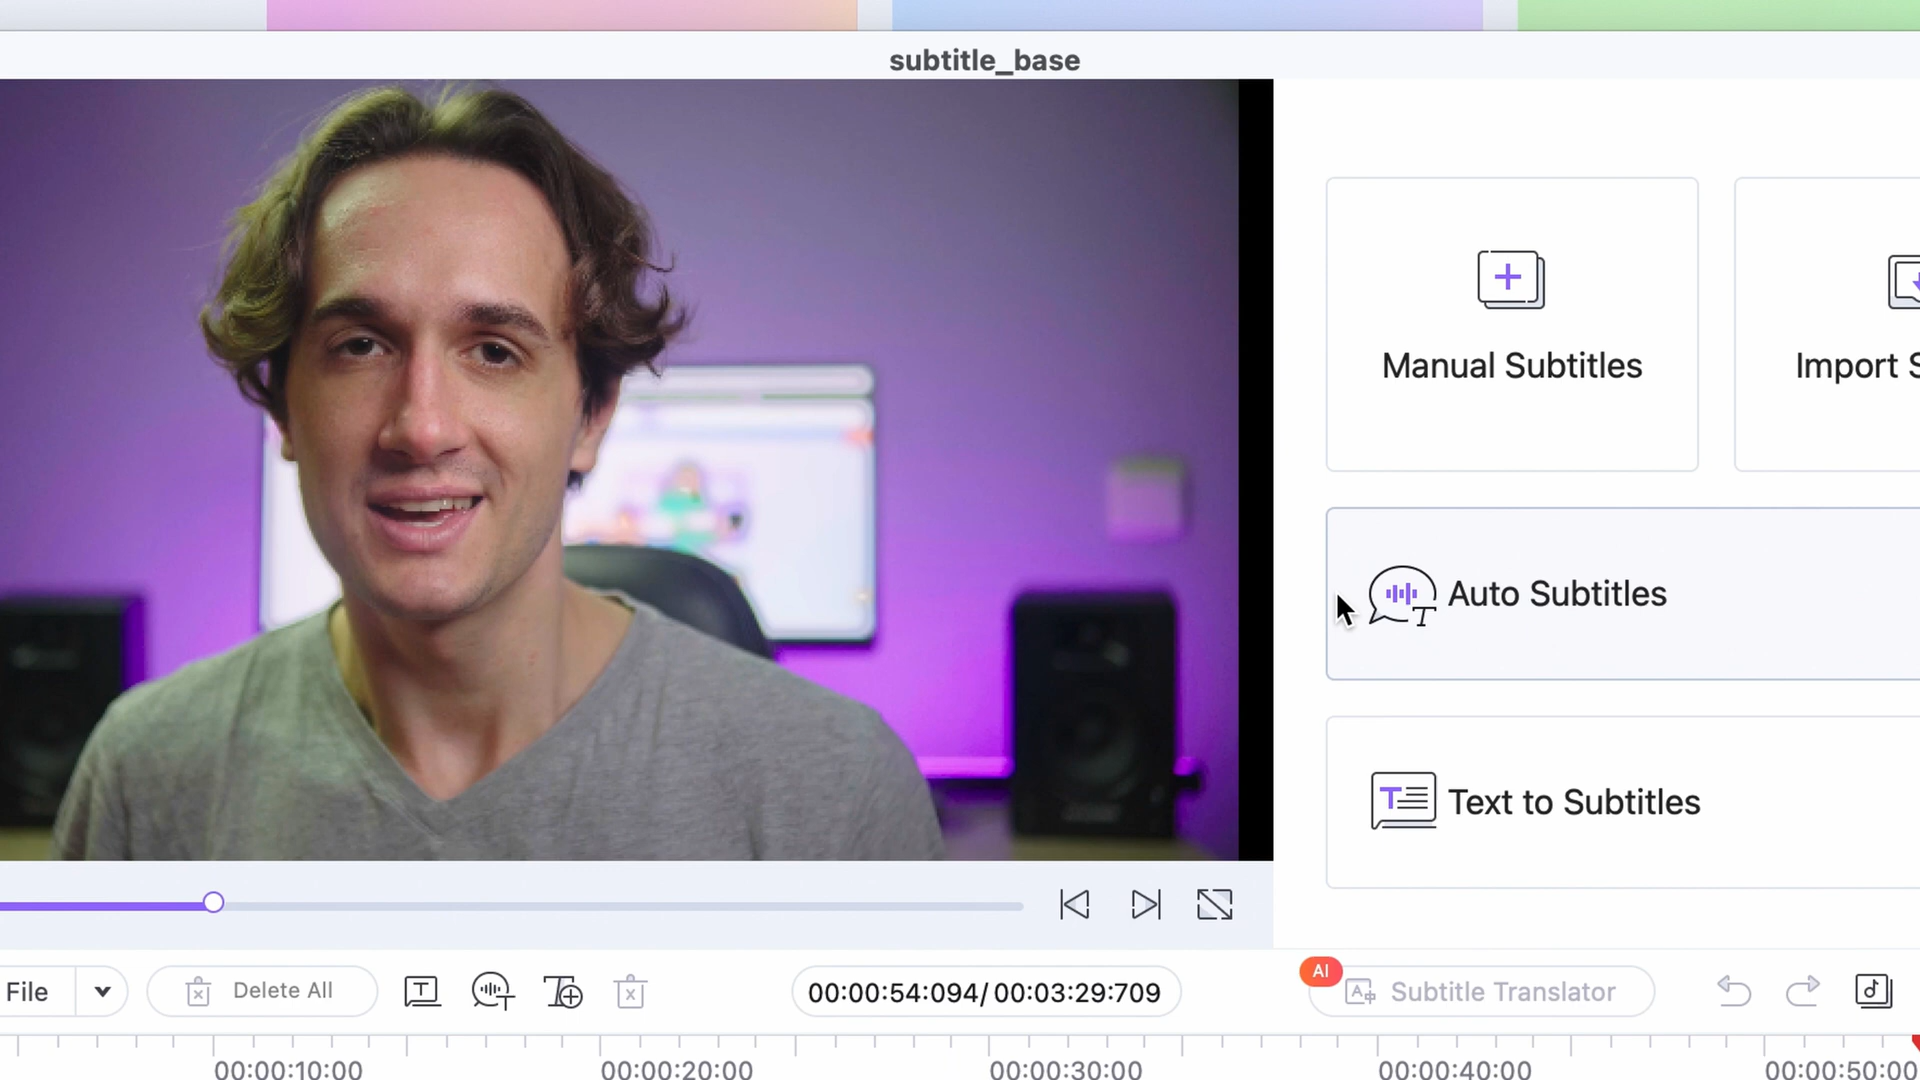 subtitle_base
Manual Subtitles
Import S
Auto Subtitles
Text to Subtitles
File
Delete All
00:00:54:094/ 00:03:29:709
AI
Subtitle Translator
00:00:10:00
00:00:20:00
00:00:30:00
00:00:40:00
00:00:50:00